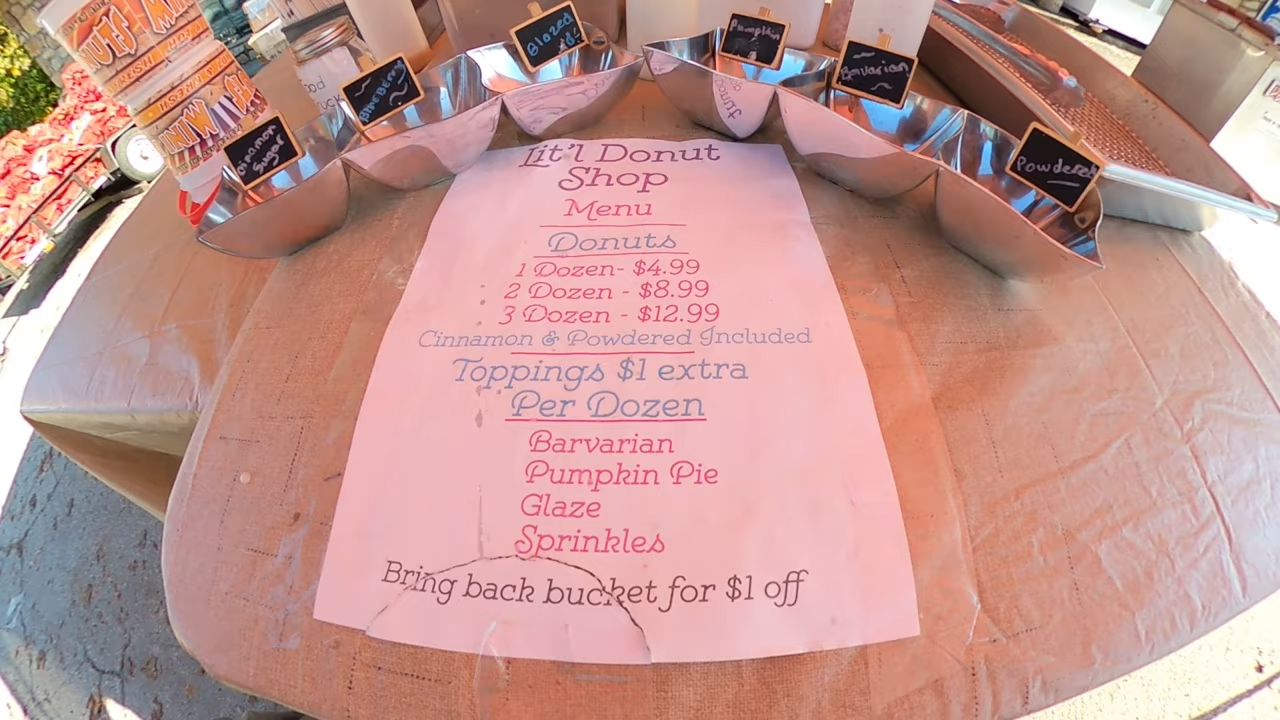 Cinnamon
Sugar
Blueberry
Glazed
Pumpkin
Bavarian
Powdered
Lit'l Donut
Shop
Menu
Donuts
1 Dozen- $4.99
2 Dozen - $8.99
3 Dozen - $12.99
Cinnamon & Powdered Included
Toppings $1 extra
Per Dozen
Barvarian
Pumpkin Pie
Glaze
Sprinkles
Bring back bucket for $1 off